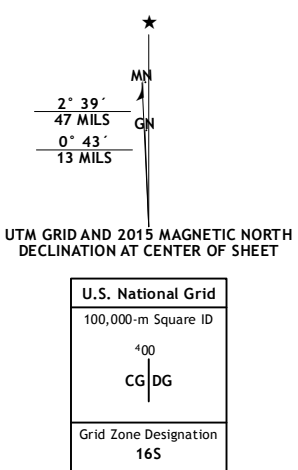 ★
MN
2° 39´
47 MILS
GN
0° 43´
13 MILS
UTM GRID AND 2015 MAGNETIC NORTH
DECLINATION AT CENTER OF SHEET
U.S. National Grid
100,000-m Square ID
⁴00
CG DG
Grid Zone Designation
16S